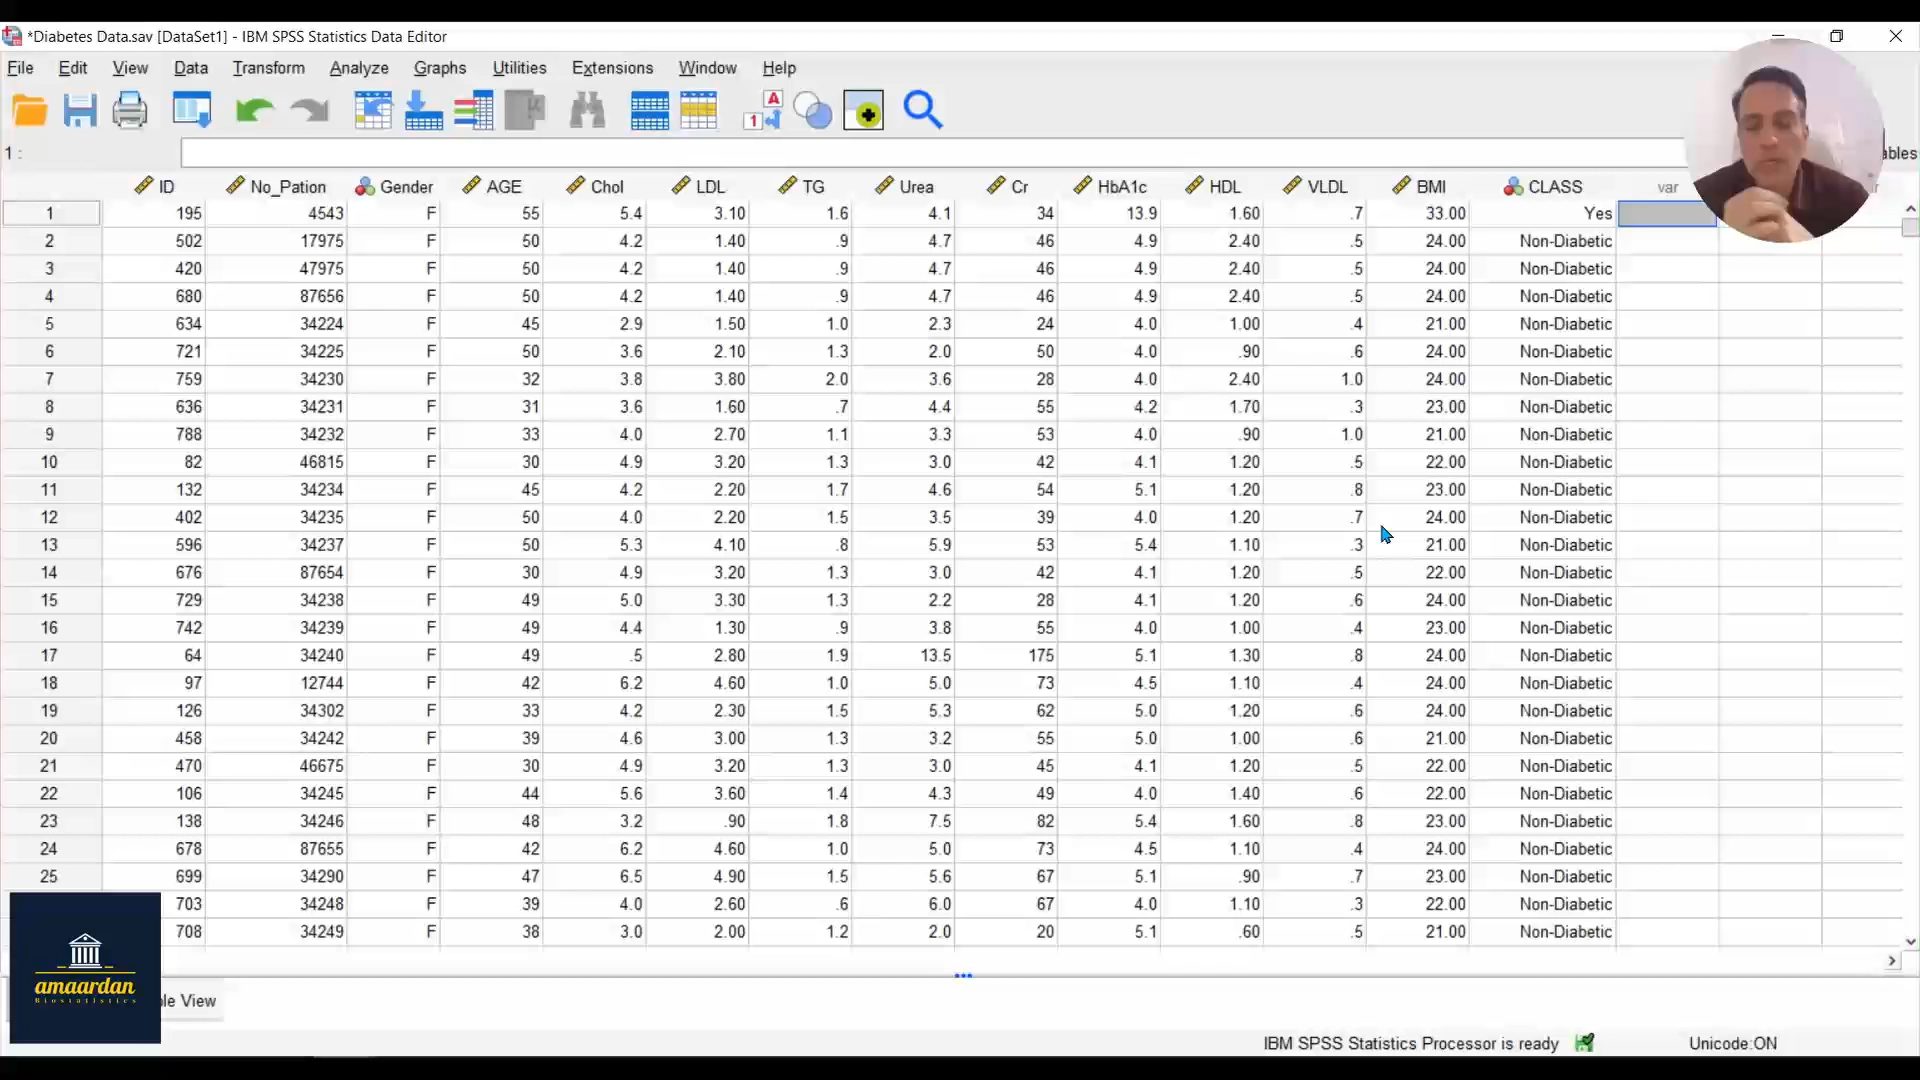 *Diabetes Data.sav [DataSet1] - IBM SPSS Statistics Data Editor
File Edit View Data Transform Analyze Graphs Utilities Extensions Window Help
1 A
1 : ables
ID No_Pation Gender AGE Chol LDL TG Urea Cr HbA1c HDL VLDL BMI CLASS var r
1 195 4543 F 55 5.4 3.10 1.6 4.1 34 13.9 1.60 .7 33.00 Yes
2 502 17975 F 50 4.2 1.40 .9 4.7 46 4.9 2.40 .5 24.00 Non-Diabetic
3 420 47975 F 50 4.2 1.40 .9 4.7 46 4.9 2.40 .5 24.00 Non-Diabetic
4 680 87656 F 50 4.2 1.40 .9 4.7 46 4.9 2.40 .5 24.00 Non-Diabetic
5 634 34224 F 45 2.9 1.50 1.0 2.3 24 4.0 1.00 .4 21.00 Non-Diabetic
6 721 34225 F 50 3.6 2.10 1.3 2.0 50 4.0 .90 .6 24.00 Non-Diabetic
7 759 34230 F 32 3.8 3.80 2.0 3.6 28 4.0 2.40 1.0 24.00 Non-Diabetic
8 636 34231 F 31 3.6 1.60 .7 4.4 55 4.2 1.70 .3 23.00 Non-Diabetic
9 788 34232 F 33 4.0 2.70 1.1 3.3 53 4.0 .90 1.0 21.00 Non-Diabetic
10 82 46815 F 30 4.9 3.20 1.3 3.0 42 4.1 1.20 .5 22.00 Non-Diabetic
11 132 34234 F 45 4.2 2.20 1.7 4.6 54 5.1 1.20 .8 23.00 Non-Diabetic
12 402 34235 F 50 4.0 2.20 1.5 3.5 39 4.0 1.20 .7 24.00 Non-Diabetic
13 596 34237 F 50 5.3 4.10 .8 5.9 53 5.4 1.10 .3 21.00 Non-Diabetic
14 676 87654 F 30 4.9 3.20 1.3 3.0 42 4.1 1.20 .5 22.00 Non-Diabetic
15 729 34238 F 49 5.0 3.30 1.3 2.2 28 4.1 1.20 .6 24.00 Non-Diabetic
16 742 34239 F 49 4.4 1.30 .9 3.8 55 4.0 1.00 .4 23.00 Non-Diabetic
17 64 34240 F 49 .5 2.80 1.9 13.5 175 5.1 1.30 .8 24.00 Non-Diabetic
18 97 12744 F 42 6.2 4.60 1.0 5.0 73 4.5 1.10 .4 24.00 Non-Diabetic
19 126 34302 F 33 4.2 2.30 1.5 5.3 62 5.0 1.20 .6 24.00 Non-Diabetic
20 458 34242 F 39 4.6 3.00 1.3 3.2 55 5.0 1.00 .6 21.00 Non-Diabetic
21 470 46675 F 30 4.9 3.20 1.3 3.0 45 4.1 1.20 .5 22.00 Non-Diabetic
22 106 34245 F 44 5.6 3.60 1.4 4.3 49 4.0 1.40 .6 22.00 Non-Diabetic
23 138 34246 F 48 3.2 .90 1.8 7.5 82 5.4 1.60 .8 23.00 Non-Diabetic
24 678 87655 F 42 6.2 4.60 1.0 5.0 73 4.5 1.10 .4 24.00 Non-Diabetic
25 699 34290 F 47 6.5 4.90 1.5 5.6 67 5.1 .90 .7 23.00 Non-Diabetic
703 34248 F 39 4.0 2.60 .6 6.0 67 4.0 1.10 .3 22.00 Non-Diabetic
708 34249 F 38 3.0 2.00 1.2 2.0 20 5.1 .60 .5 21.00 Non-Diabetic
amaardan
Biostatistics
ble View
IBM SPSS Statistics Processor is ready Unicode:ON